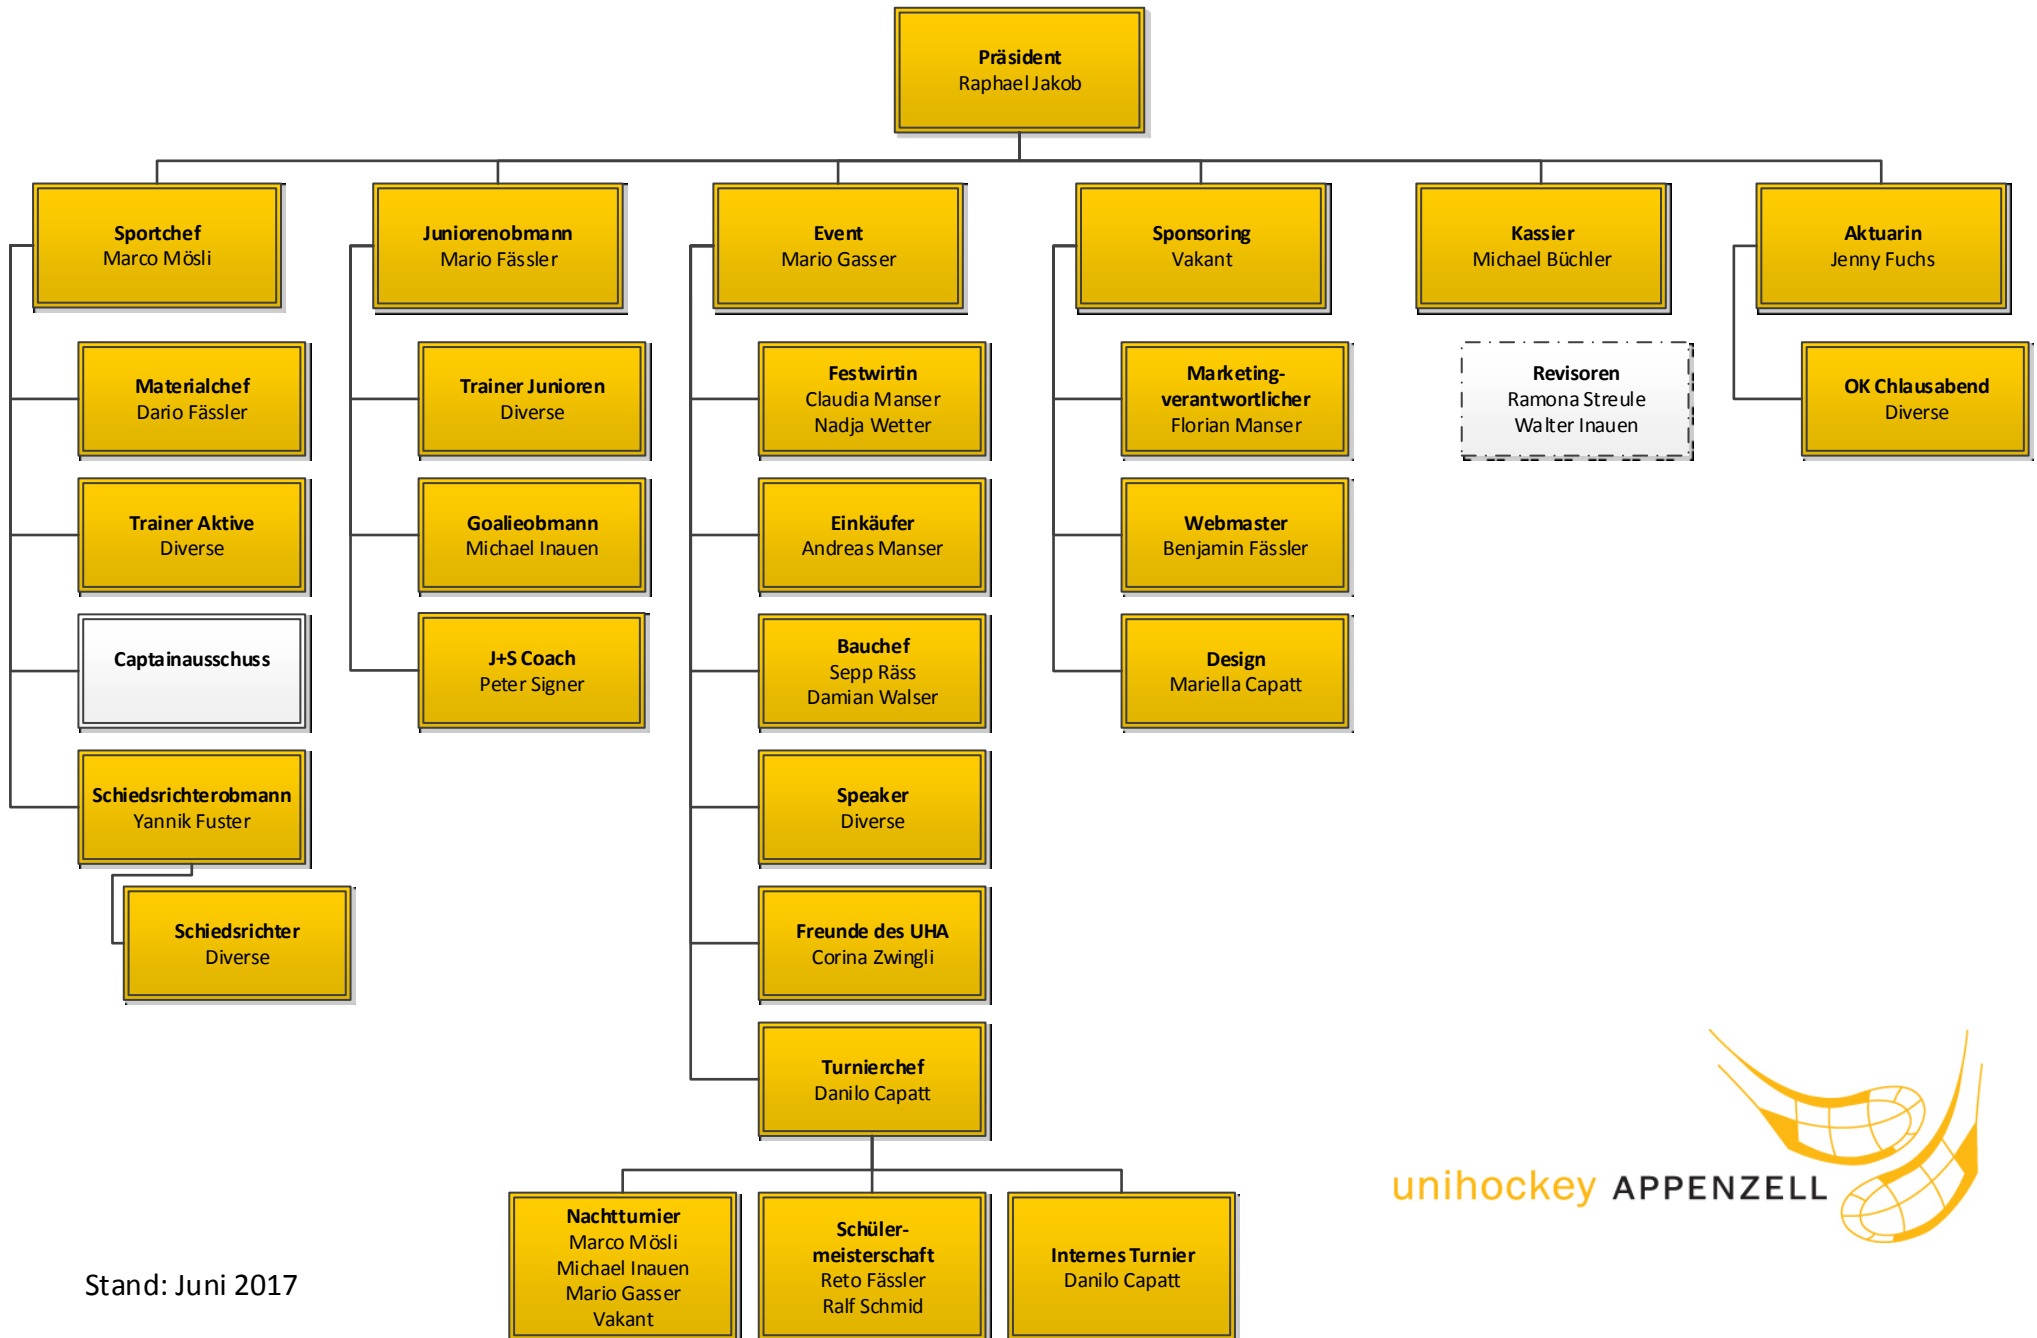 Präsident
Raphael Jakob
Sportchef
Marco Mösli
Juniorenobmann
Mario Fässler
Event
Mario Gasser
Sponsoring
Vakant
Kassier
Michael Büchler
Aktuarin
Jenny Fuchs
Materialchef
Dario Fässler
Trainer Junioren
Diverse
Festwirtin
Claudia Manser
Nadja Wetter
Marketing-
verantwortlicher
Florian Manser
Revisoren
Ramona Streule
Walter Inauen
OK Chlausabend
Diverse
Trainer Aktive
Diverse
Goalieobmann
Michael Inauen
Einkäufer
Andreas Manser
Webmaster
Benjamin Fässler
Captainausschuss
J+S Coach
Peter Signer
Bauchef
Sepp Räss
Damian Walser
Design
Mariella Capatt
Schiedsrichterobmann
Yannik Fuster
Speaker
Diverse
Schiedsrichter
Diverse
Freunde des UHA
Corina Zwingli
Turnierchef
Danilo Capatt
Nachtturnier
Marco Mösli
Michael Inauen
Mario Gasser
Vakant
Schüler-
meisterschaft
Reto Fässler
Ralf Schmid
Internes Turnier
Danilo Capatt
unihockey APPENZELL
Stand: Juni 2017